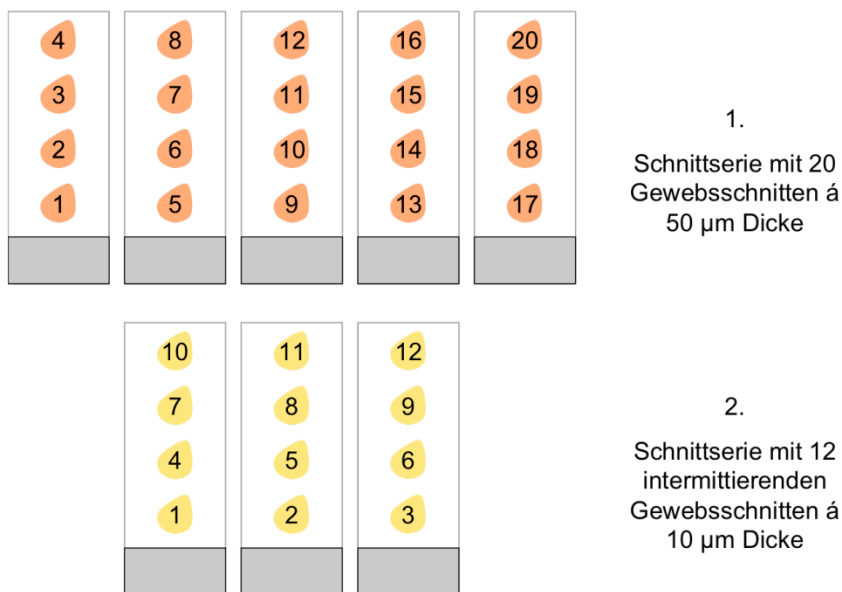 4 8 12 16 20
3 7 11 15 19
2 6 10 14 18
1 5 9 13 17
1.
Schnittserie mit 20
Gewebsschnitten á
50 µm Dicke
10 11 12
7 8 9
4 5 6
1 2 3
2.
Schnittserie mit 12
intermittierenden
Gewebsschnitten á
10 µm Dicke